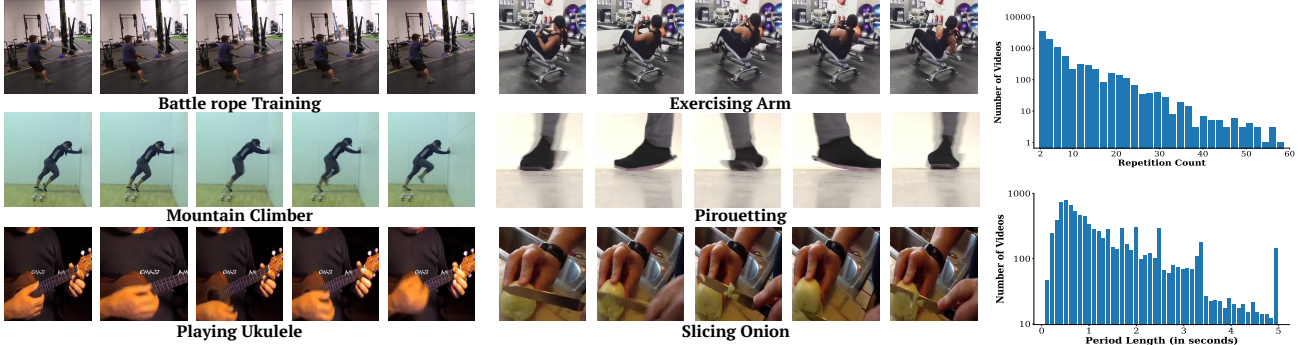 Battle rope Training
Exercising Arm
Mountain Climber
Pirouetting
Playing Ukulele
Slicing Onion
10000
1000
100
10
1
Number of Videos
2 10 20 30 40 50 60
Repetition Count
1000
100
10
Number of Videos
0 1 2 3 4 5
Period Length (in seconds)